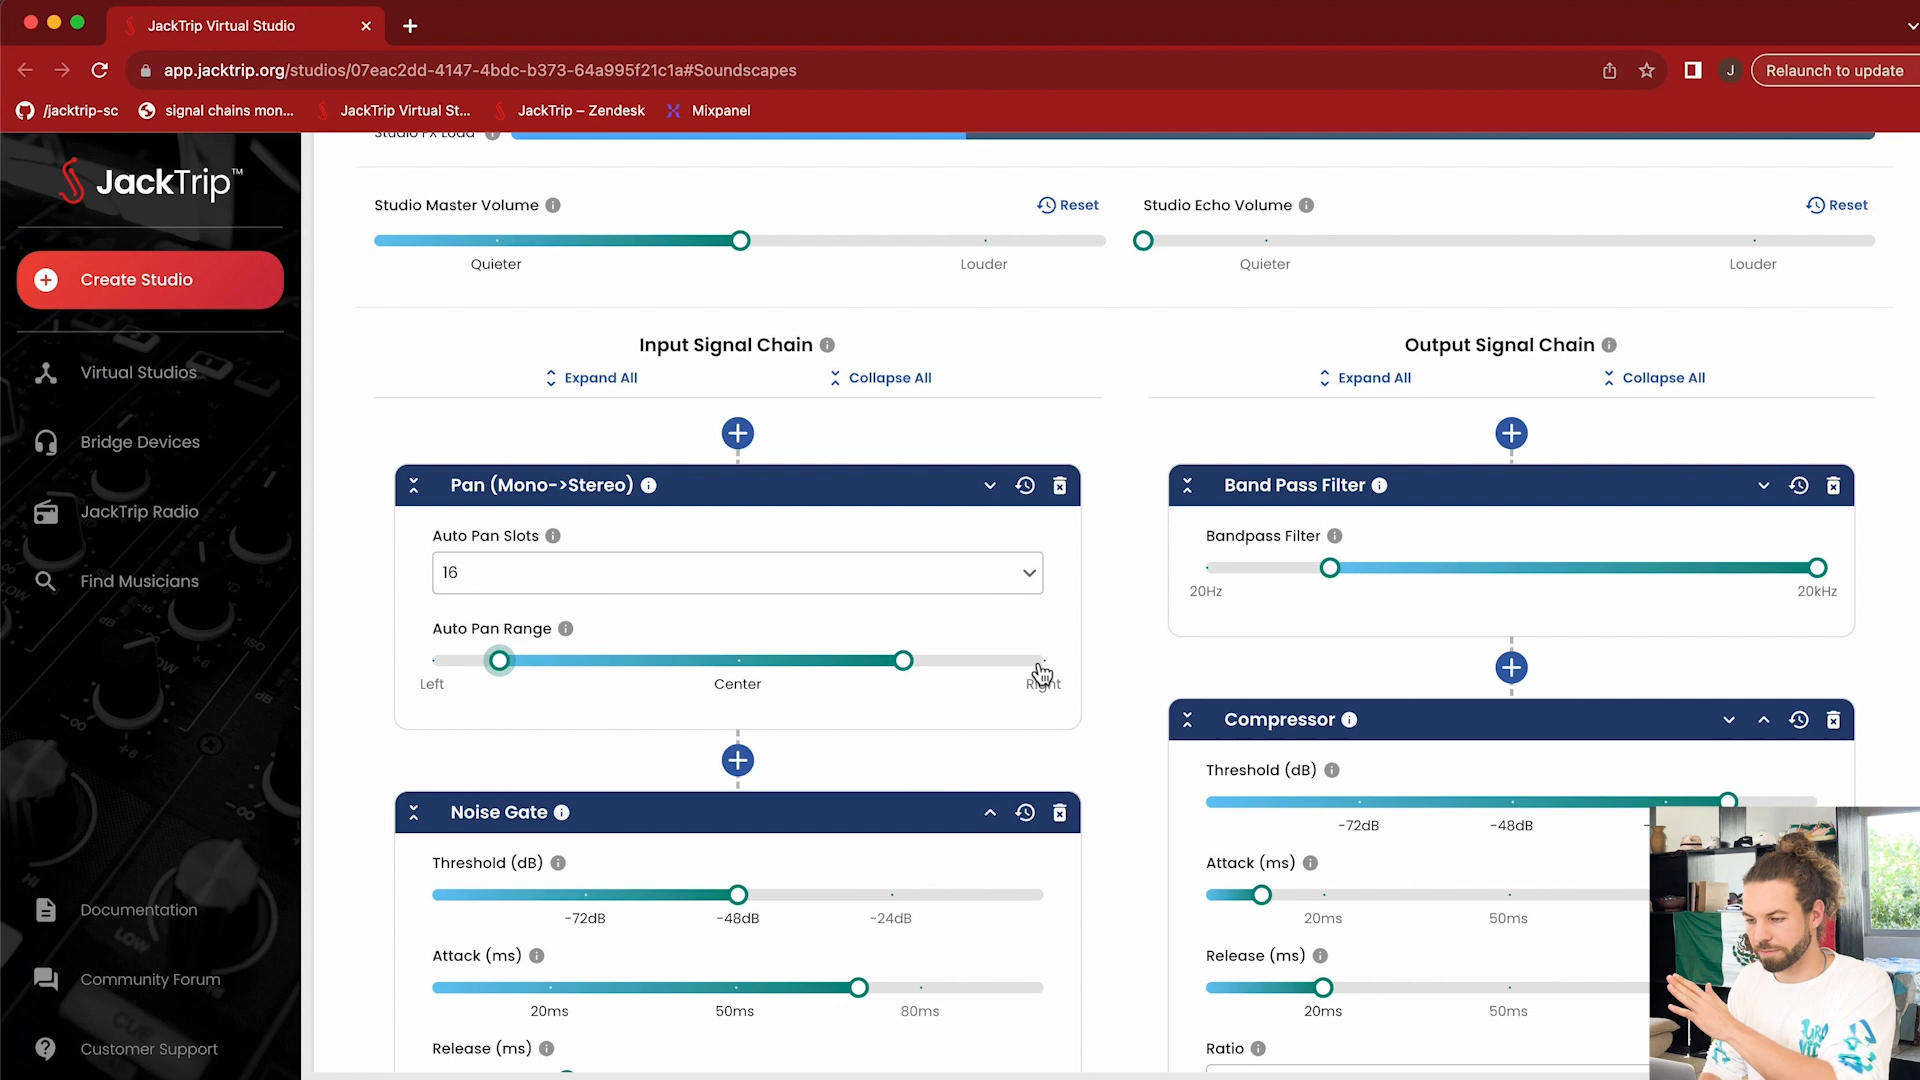 JackTrip Virtual Studio
app.jacktrip.org/studios/07eac2dd-4147-4bdc-b373-64a995f21c1a#Soundscapes
J
Relaunch to update
/jacktrip-sc
signal chains mon...
JackTrip Virtual St...
JackTrip – Zendesk
Mixpanel
JackTrip™
Create Studio
Virtual Studios
Bridge Devices
JackTrip Radio
Find Musicians
Documentation
Community Forum
Customer Support
Studio FX Load
Studio Master Volume
Reset
Quieter
Louder
Studio Echo Volume
Reset
Quieter
Louder
Input Signal Chain
Expand All
Collapse All
Pan (Mono->Stereo)
Auto Pan Slots
16
Auto Pan Range
Left
Center
Right
Noise Gate
Threshold (dB)
-72dB
-48dB
-24dB
Attack (ms)
20ms
50ms
80ms
Release (ms)
Output Signal Chain
Expand All
Collapse All
Band Pass Filter
Bandpass Filter
20Hz
20kHz
Compressor
Threshold (dB)
-72dB
-48dB
Attack (ms)
20ms
50ms
Release (ms)
20ms
50ms
Ratio